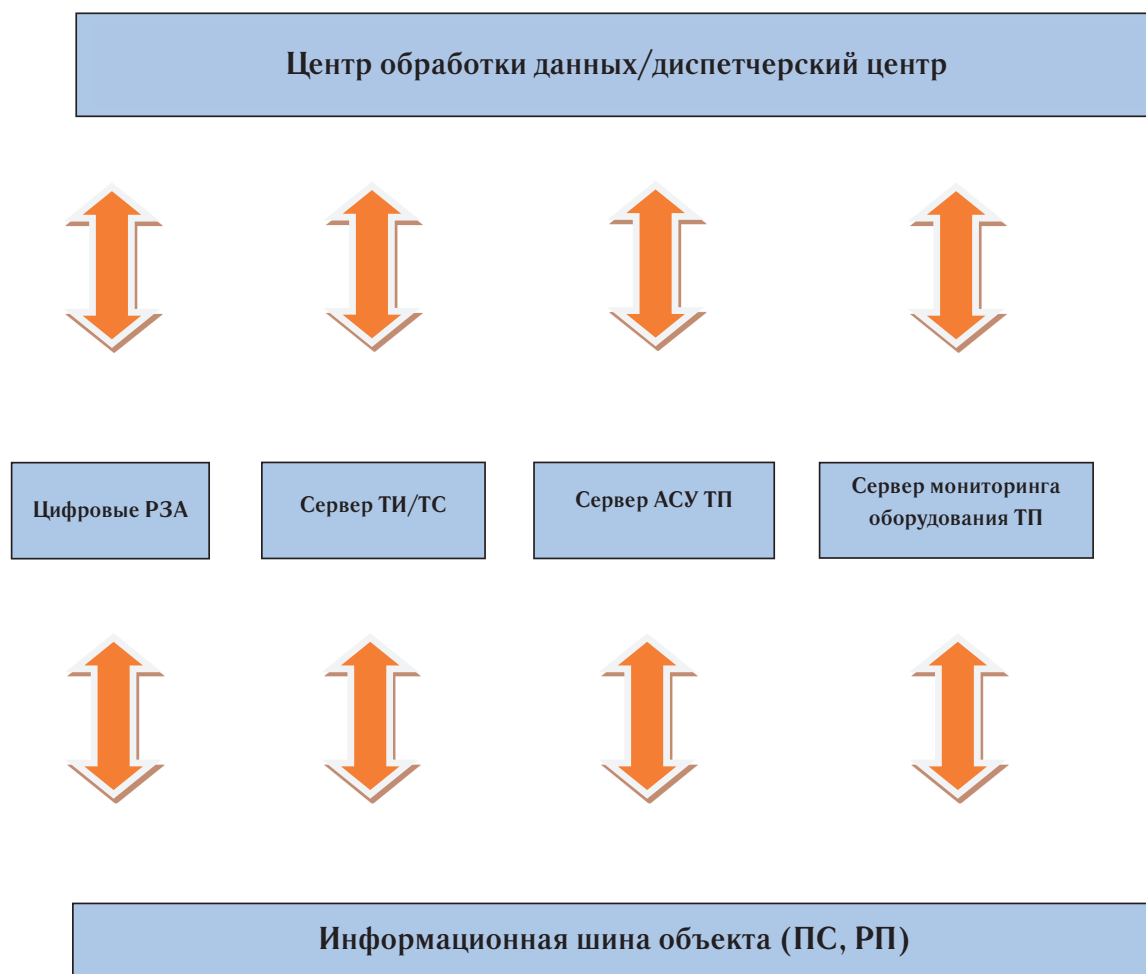 Центр обработки данных/диспетчерский центр
Цифровые РЗА
Сервер ТИ/ТС
Сервер АСУ ТП
Сервер мониторинга
оборудования ТП
Информационная шина объекта (ПС, РП)